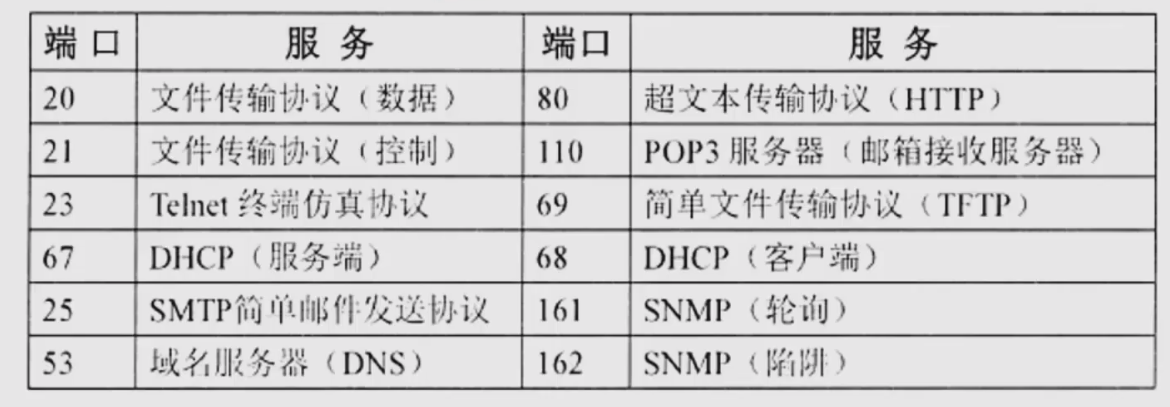 端口 服务 端口 服务
20 文件传输协议（数据） 80 超文本传输协议（HTTP）
21 文件传输协议（控制） 110 POP3 服务器（邮箱接收服务器）
23 Telnet 终端仿真协议 69 简单文件传输协议（TFTP）
67 DHCP（服务端） 68 DHCP（客户端）
25 SMTP简单邮件发送协议 161 SNMP（轮询）
53 域名服务器（DNS） 162 SNMP（陷阱）